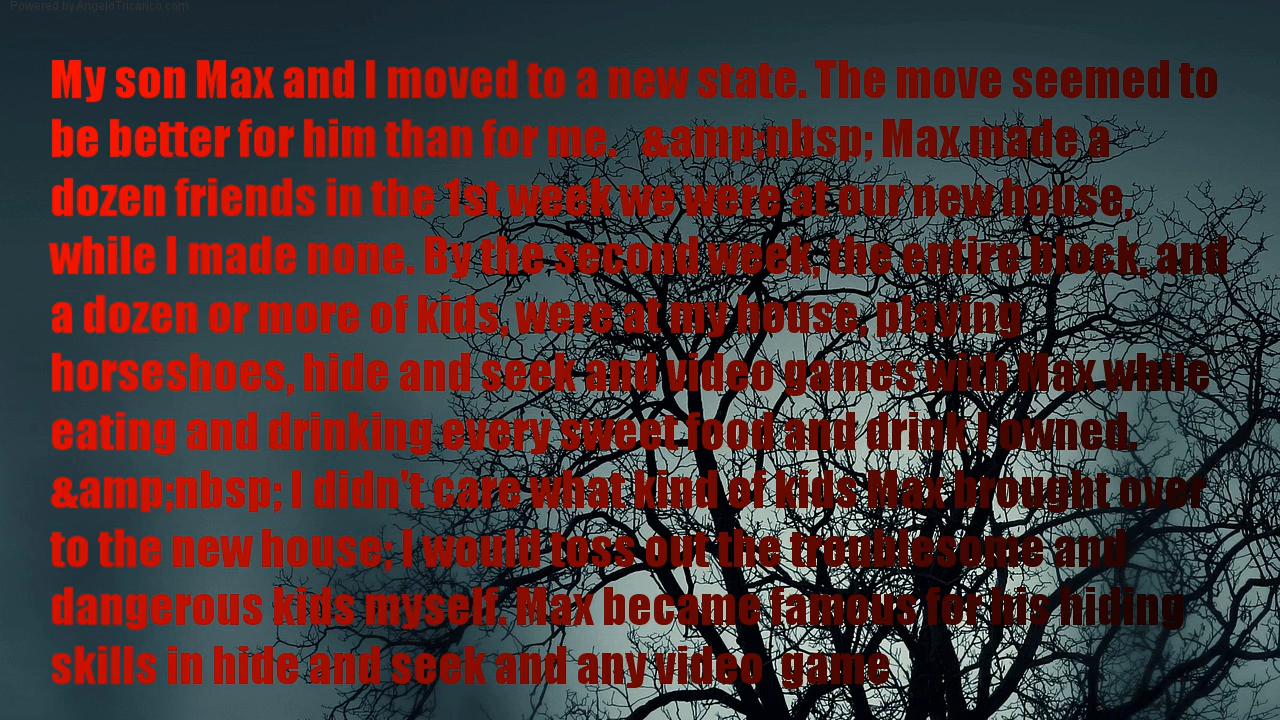 Powered by AngeloTricarico.com
My son Max and I moved to a new state. The move seemed to
be better for him than for me.   &amp;nbsp; Max made a
dozen friends in the 1st week we were at our new house,
while I made none. By the second week, the entire block, and
a dozen or more of kids, were at my house, playing
horseshoes, hide and seek and video games with Max while
eating and drinking every sweet food and drink I owned.
&amp;nbsp; I didn't care what kind of kids Max brought over
to the new house; I would toss out the troublesome and
dangerous kids myself. Max became famous for his hiding
skills in hide and seek and any video  game